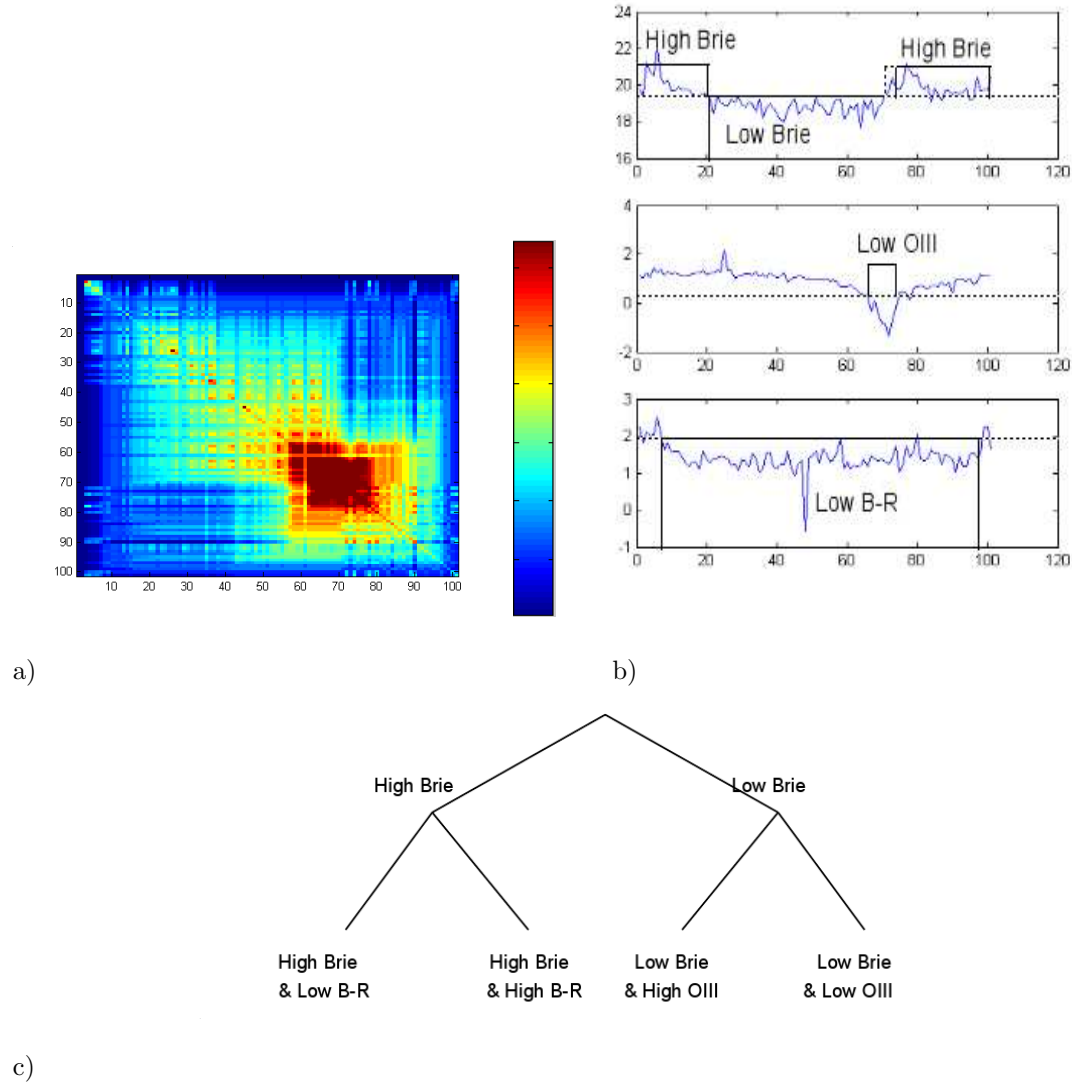 10
20
30
40
50
60
70
80
90
100
10 20 30 40 50 60 70 80 90 100
a)
24
22
20
18
16
0 20 40 60 80 100 120
High Brie
High Brie
Low Brie
4
2
0
-2
0 20 40 60 80 100 120
Low OIII
3
2
1
0
-1
0 20 40 60 80 100 120
Low B-R
b)
High Brie
Low Brie
High Brie
& Low B-R
High Brie
& High B-R
Low Brie
& High OIII
Low Brie
& Low OIII
c)